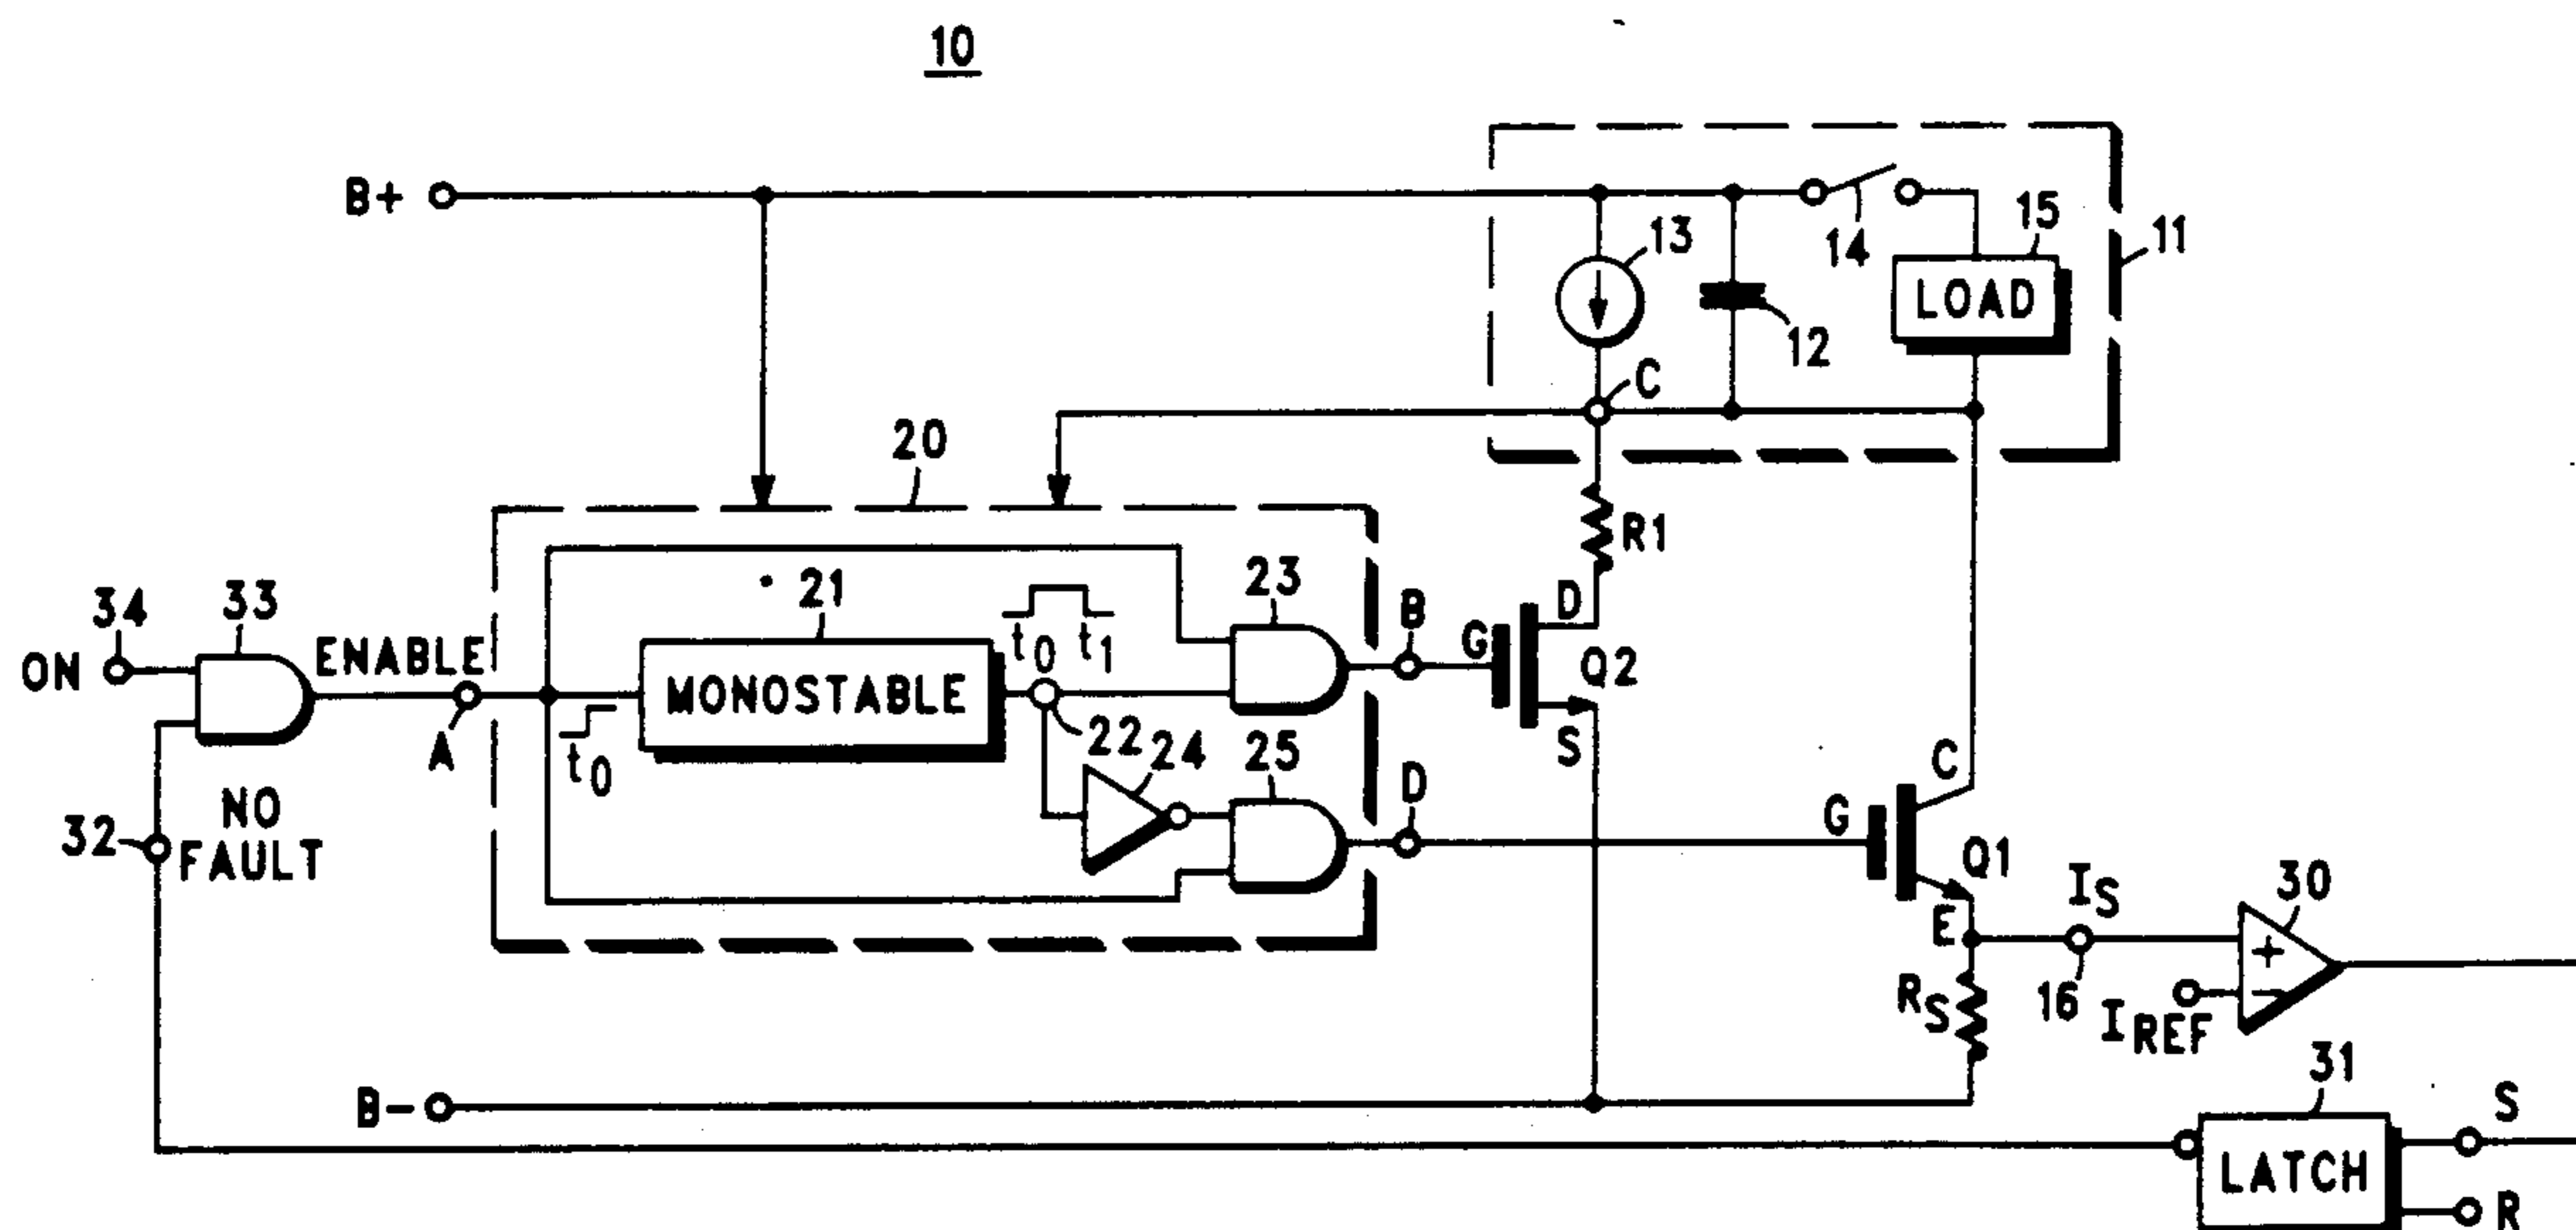 10
B+
13
14
15
11
LOAD
12
C
20
R1
34
33
21
23
B
D
ON
ENABLE
t0
t1
G
Q2
MONOSTABLE
A
t0
22
24
25
S
D
C
NO
FAULT
32
G
Q1
IS
30
E
+
−
16
RS
IREF
B−
31
S
LATCH
R